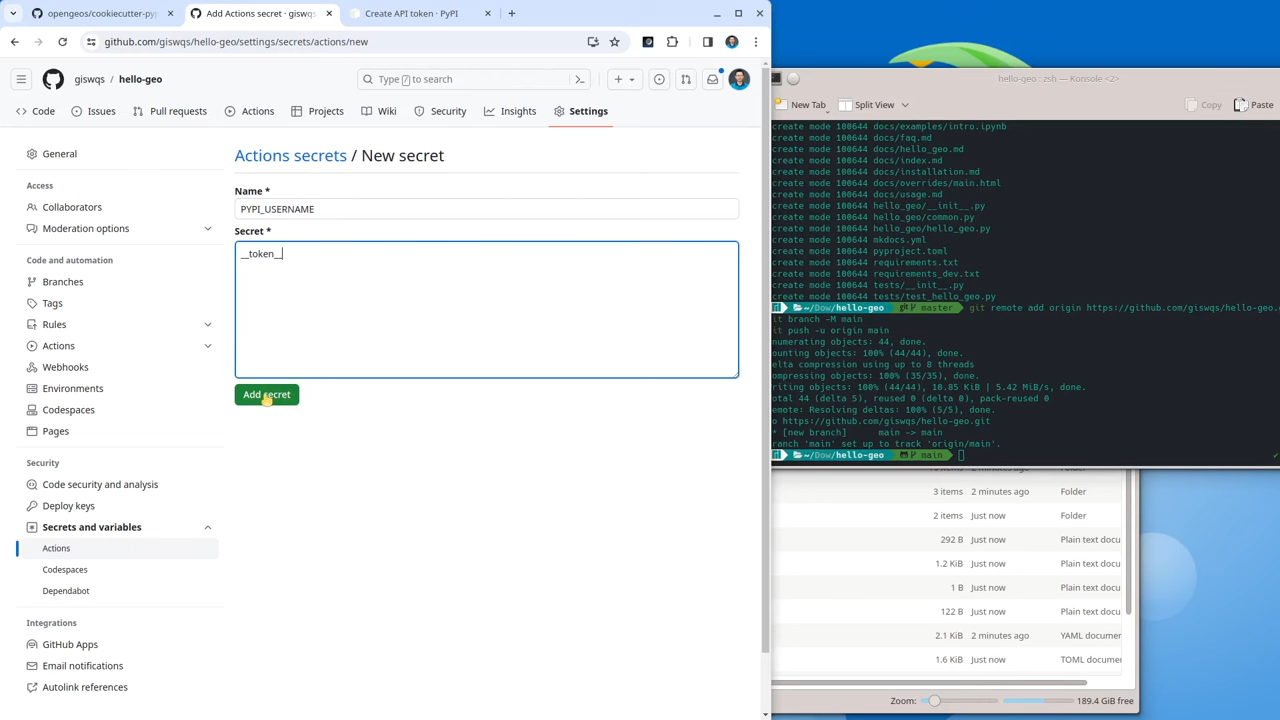 opengeos/cookiecutter-pyp
Add Actions secret · giswqs
Create API token · PyPI
github.com/giswqs/hello-geo/settings/secrets/actions/new
giswqs / hello-geo
Type / to search
Code
Issues
Pull requests
Actions
Projects
Wiki
Security
Insights
Settings
General
Access
Collaborators
Moderation options
Code and automation
Branches
Tags
Rules
Actions
Webhooks
Environments
Codespaces
Pages
Security
Code security and analysis
Deploy keys
Secrets and variables
Actions
Codespaces
Dependabot
Integrations
GitHub Apps
Email notifications
Autolink references
Actions secrets / New secret
Name *
PYPI_USERNAME
Secret *
__token__
Add secret
hello-geo : zsh — Konsole <2>
New Tab
Split View
Copy
Paste
create mode 100644 docs/examples/intro.ipynb
create mode 100644 docs/faq.md
create mode 100644 docs/hello_geo.md
create mode 100644 docs/index.md
create mode 100644 docs/installation.md
create mode 100644 docs/overrides/main.html
create mode 100644 docs/usage.md
create mode 100644 hello_geo/__init__.py
create mode 100644 hello_geo/common.py
create mode 100644 hello_geo/hello_geo.py
create mode 100644 mkdocs.yml
create mode 100644 pyproject.toml
create mode 100644 requirements.txt
create mode 100644 requirements_dev.txt
create mode 100644 tests/__init__.py
create mode 100644 tests/test_hello_geo.py
~/Dow/hello-geo git master git remote add origin https://github.com/giswqs/hello-geo.
it branch -M main
it push -u origin main
numerating objects: 44, done.
ounting objects: 100% (44/44), done.
elta compression using up to 8 threads
ompressing objects: 100% (35/35), done.
riting objects: 100% (44/44), 10.85 KiB | 5.42 MiB/s, done.
otal 44 (delta 5), reused 0 (delta 0), pack-reused 0
emote: Resolving deltas: 100% (5/5), done.
o https://github.com/giswqs/hello-geo.git
* [new branch] main -> main
ranch 'main' set up to track 'origin/main'.
~/Dow/hello-geo main
2 minutes ago Folder
3 items 2 minutes ago Folder
2 items Just now Folder
292 B Just now Plain text docu
1.2 KiB Just now Plain text docu
1 B Just now Plain text docu
122 B Just now Plain text docu
2.1 KiB 2 minutes ago YAML documen
1.6 KiB Just now TOML documen
Zoom:
189.4 GiB free